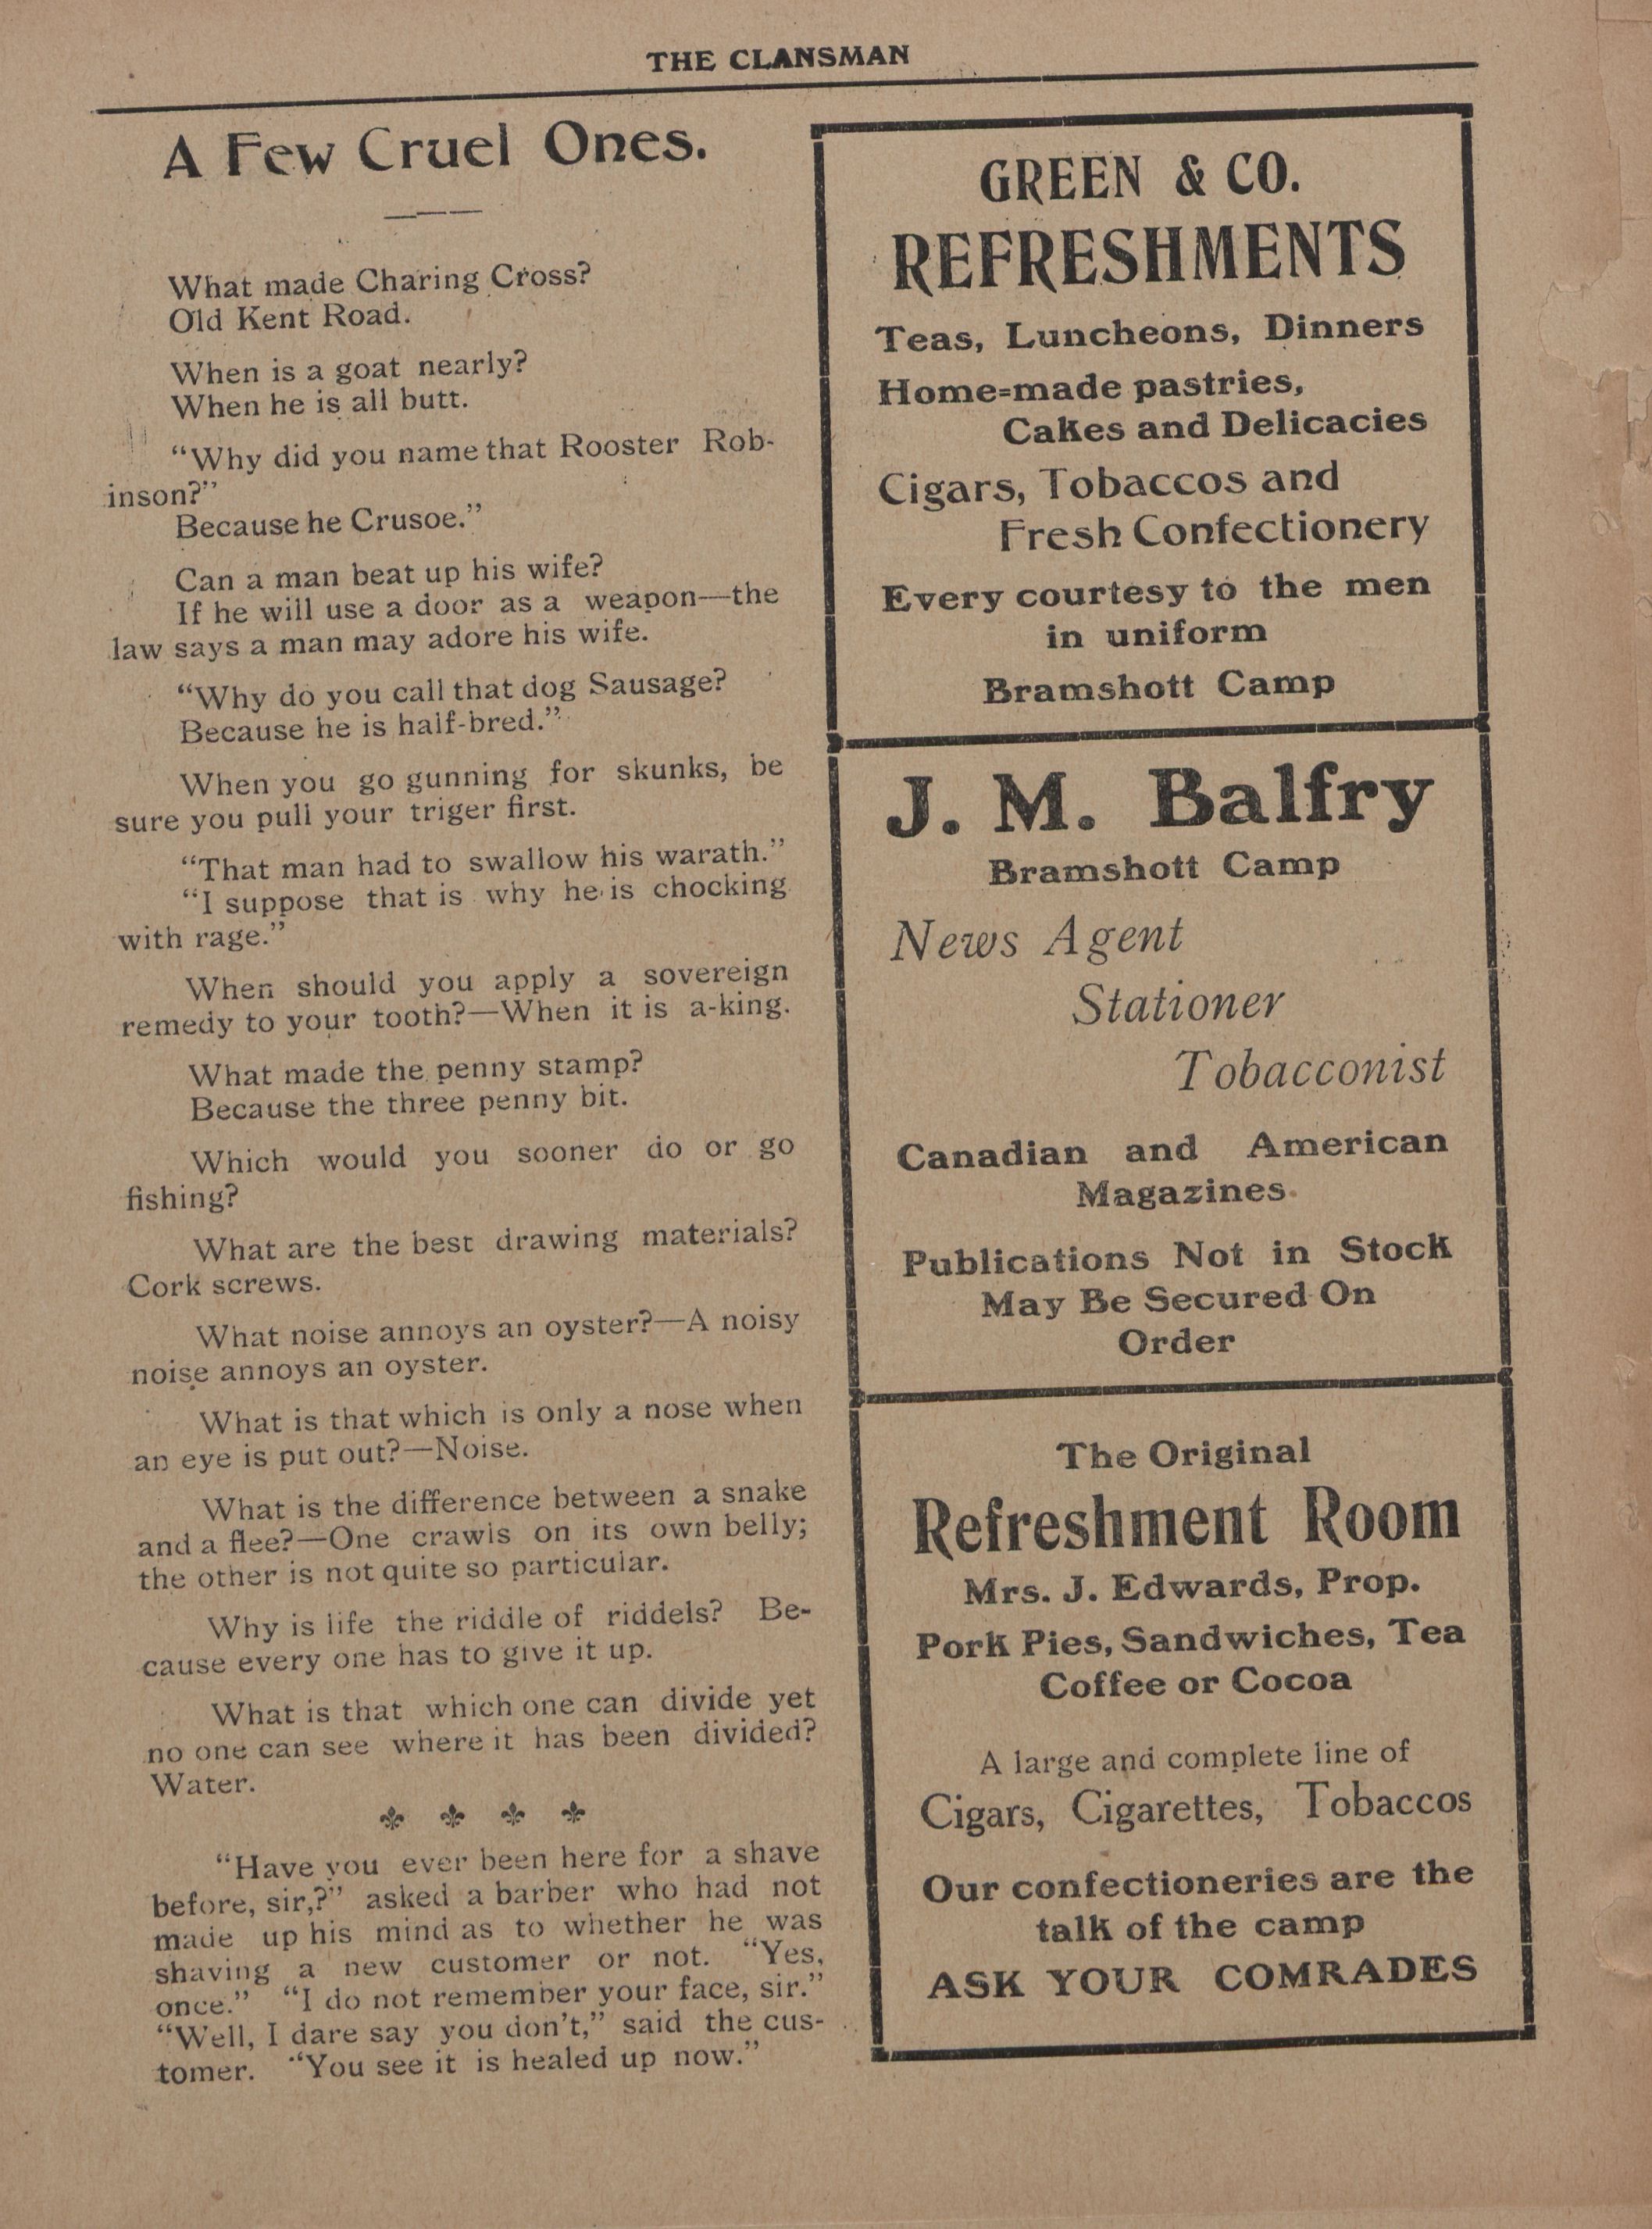 THE CLANSMAN
A Few Cruel Ones.
What made Charing Cross?
Old Kent Road.
When is a goat nearly?
When he is all butt.
“Why did you name that Rooster Rob-
inson?”
Because he Crusoe.”
Can a man beat up his wife?
If he will use a door as a weapon—the
law says a man may adore his wife.
“Why do you call that dog Sausage?
Because he is half-bred.”
When you go gunning for skunks, be
sure you pull your triger first.
“That man had to swallow his warath.”
“I suppose that is why he is chocking
with rage.”
When should you apply a sovereign
remedy to your tooth?—When it is a-king.
What made the penny stamp?
Because the three penny bit.
Which would you sooner do or go
fishing?
What are the best drawing materials?
Cork screws.
What noise annoys an oyster?—A noisy
noise annoys an oyster.
What is that which is only a nose when
an eye is put out?—Noise.
What is the difference between a snake
and a flee?—One crawls on its own belly;
the other is not quite so particular.
Why is life the riddle of riddels? Be-
cause every one has to give it up.
What is that which one can divide yet
no one can see where it has been divided?
Water.
“Have you ever been here for a shave
before, sir,?” asked a barber who had not
made up his mind as to whether he was
shaving a new customer or not. “Yes,
once.” “I do not remember your face, sir.”
“Well, I dare say you don’t,” said the cus-
tomer. “You see it is healed up now.”
GREEN & CO.
REFRESHMENTS
Teas, Luncheons, Dinners
Home=made pastries,
Cakes and Delicacies
Cigars, Tobaccos and
Fresh Confectionery
Every courtesy to the men
in uniform
Bramshott Camp
J. M. Balfry
Bramshott Camp
News Agent
Stationer
Tobacconist
Canadian and American
Magazines
Publications Not in Stock
May Be Secured On
Order
The Original
Refreshment Room
Mrs. J. Edwards, Prop.
Pork Pies, Sandwiches, Tea
Coffee or Cocoa
A large and complete line of
Cigars, Cigarettes, Tobaccos
Our confectioneries are the
talk of the camp
ASK YOUR COMRADES